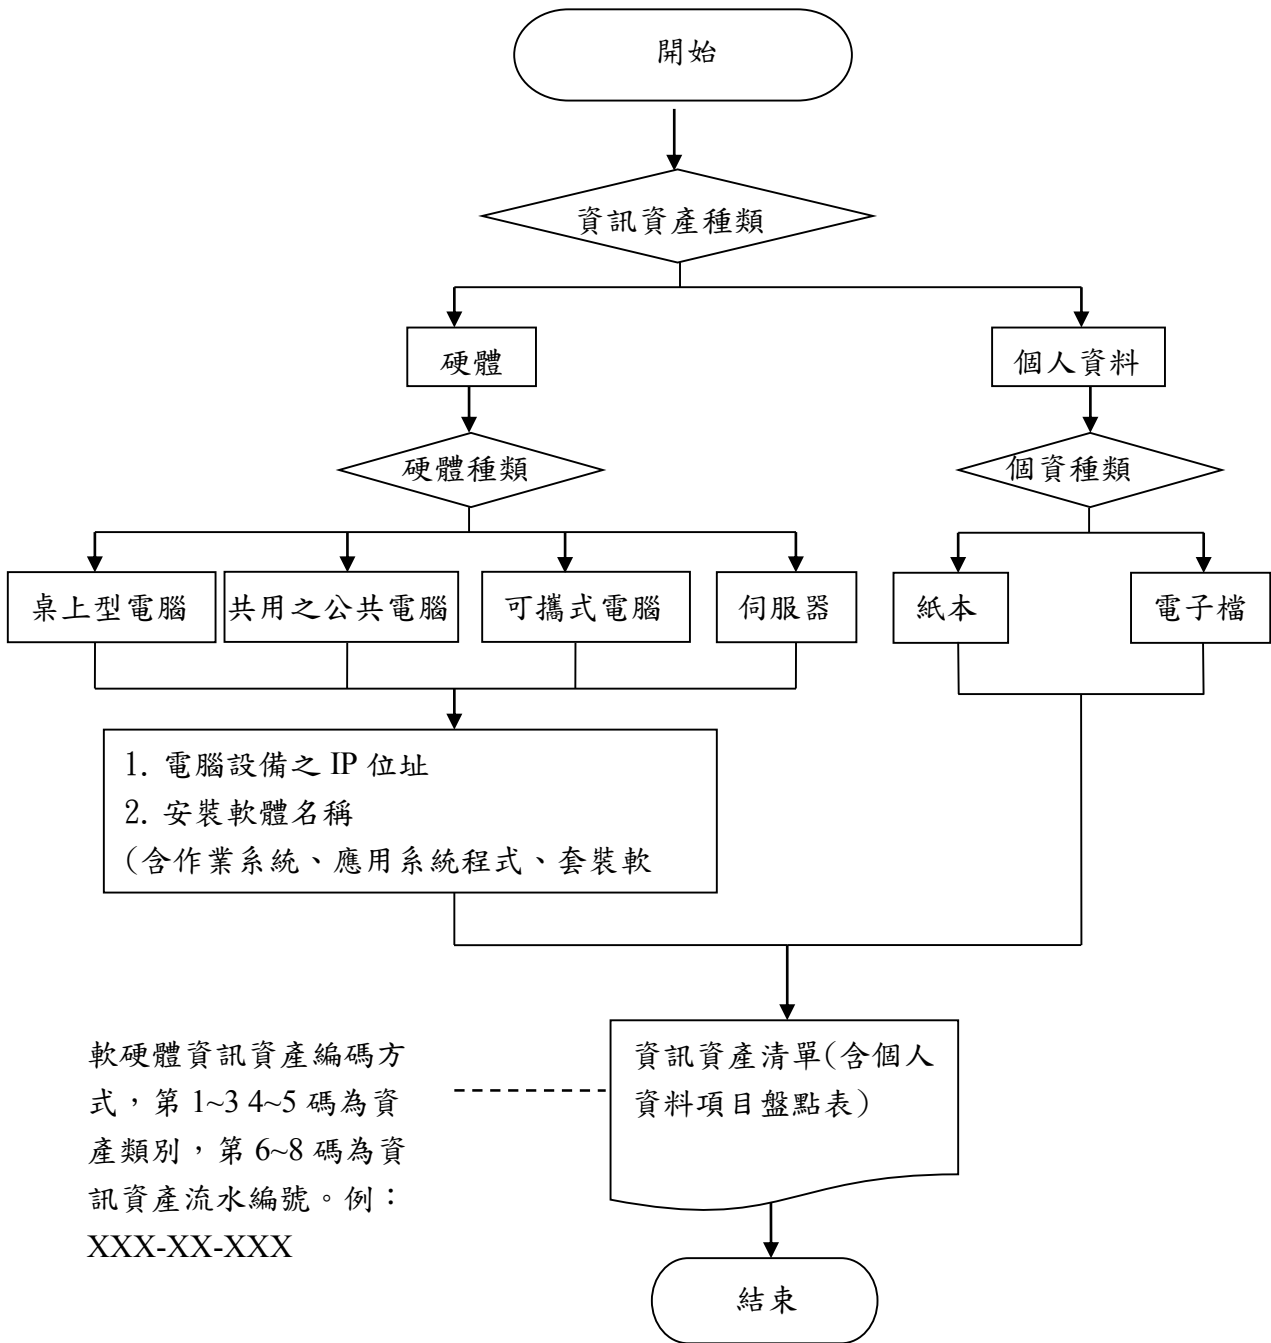 開始
資訊資產種類
硬體
個人資料
硬體種類
個資種類
桌上型電腦
共用之公共電腦
可攜式電腦
伺服器
紙本
電子檔
1. 電腦設備之 IP 位址
2. 安裝軟體名稱
(含作業系統、應用系統程式、套裝軟
軟硬體資訊資產編碼方
式，第 1~3 4~5 碼為資
產類別，第 6~8 碼為資
訊資產流水編號。例：
XXX-XX-XXX
資訊資產清單(含個人
資料項目盤點表)
結束